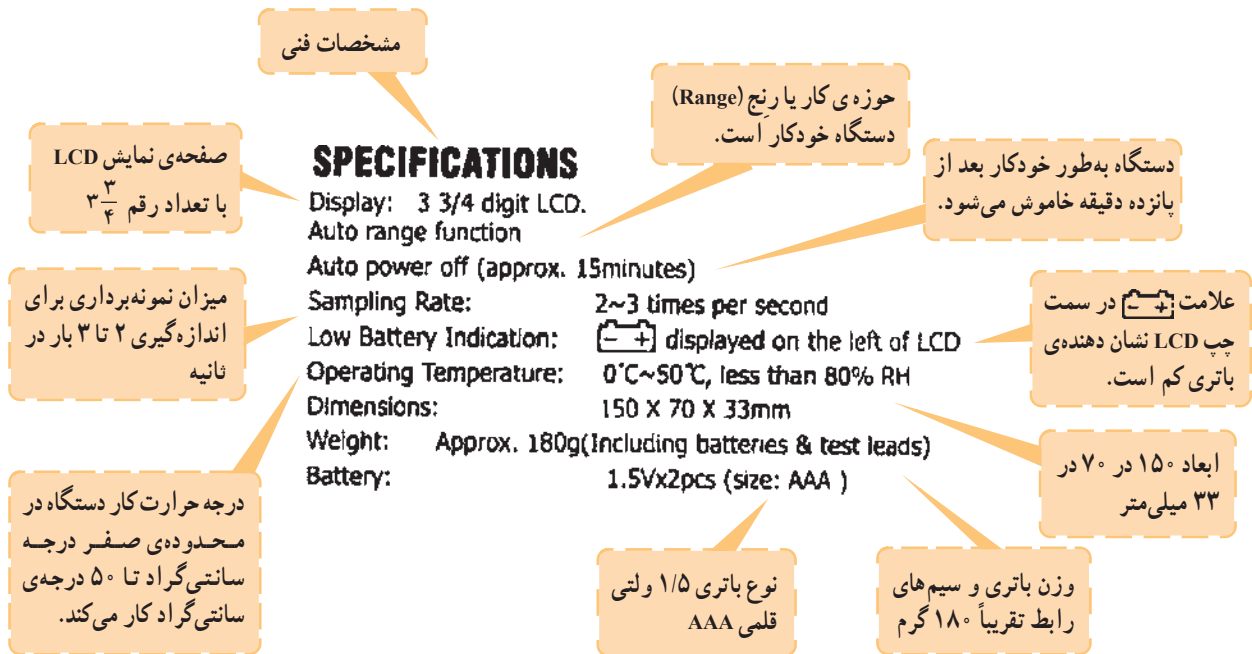 مشخصات فنی
حوزه ی کار یا رنج (Range)
دستگاه خودکار است.
صفحه‌ی نمایش LCD
با تعداد رقم ۳ ۳/۴
دستگاه به‌طور خودکار بعد از
پانزده دقیقه خاموش می‌شود.
SPECIFICATIONS
Display: 3 3/4 digit LCD.
Auto range function
Auto power off (approx. 15minutes)
Sampling Rate: 2~3 times per second
Low Battery Indication: [- +] displayed on the left of LCD
Operating Temperature: 0°C~50°C, less than 80% RH
Dimensions: 150 X 70 X 33mm
Weight: Approx. 180g(Including batteries & test leads)
Battery: 1.5Vx2pcs (size: AAA )
میزان نمونه‌برداری برای
اندازه‌گیری ۲ تا ۳ بار در
ثانیه
علامت [- +] در سمت
چپ LCD نشان دهنده‌ی
باتری کم است.
درجه حرارت کار دستگاه در
محدوده‌ی صفر درجه
سانتی‌گراد تا ۵۰ درجه‌ی
سانتی‌گراد کار می‌کند.
ابعاد ۱۵۰ در ۷۰ در
۳۳ میلی‌متر
نوع باتری ۱/۵ ولتی
قلمی AAA
وزن باتری و سیم‌های
رابط تقریباً ۱۸۰ گرم